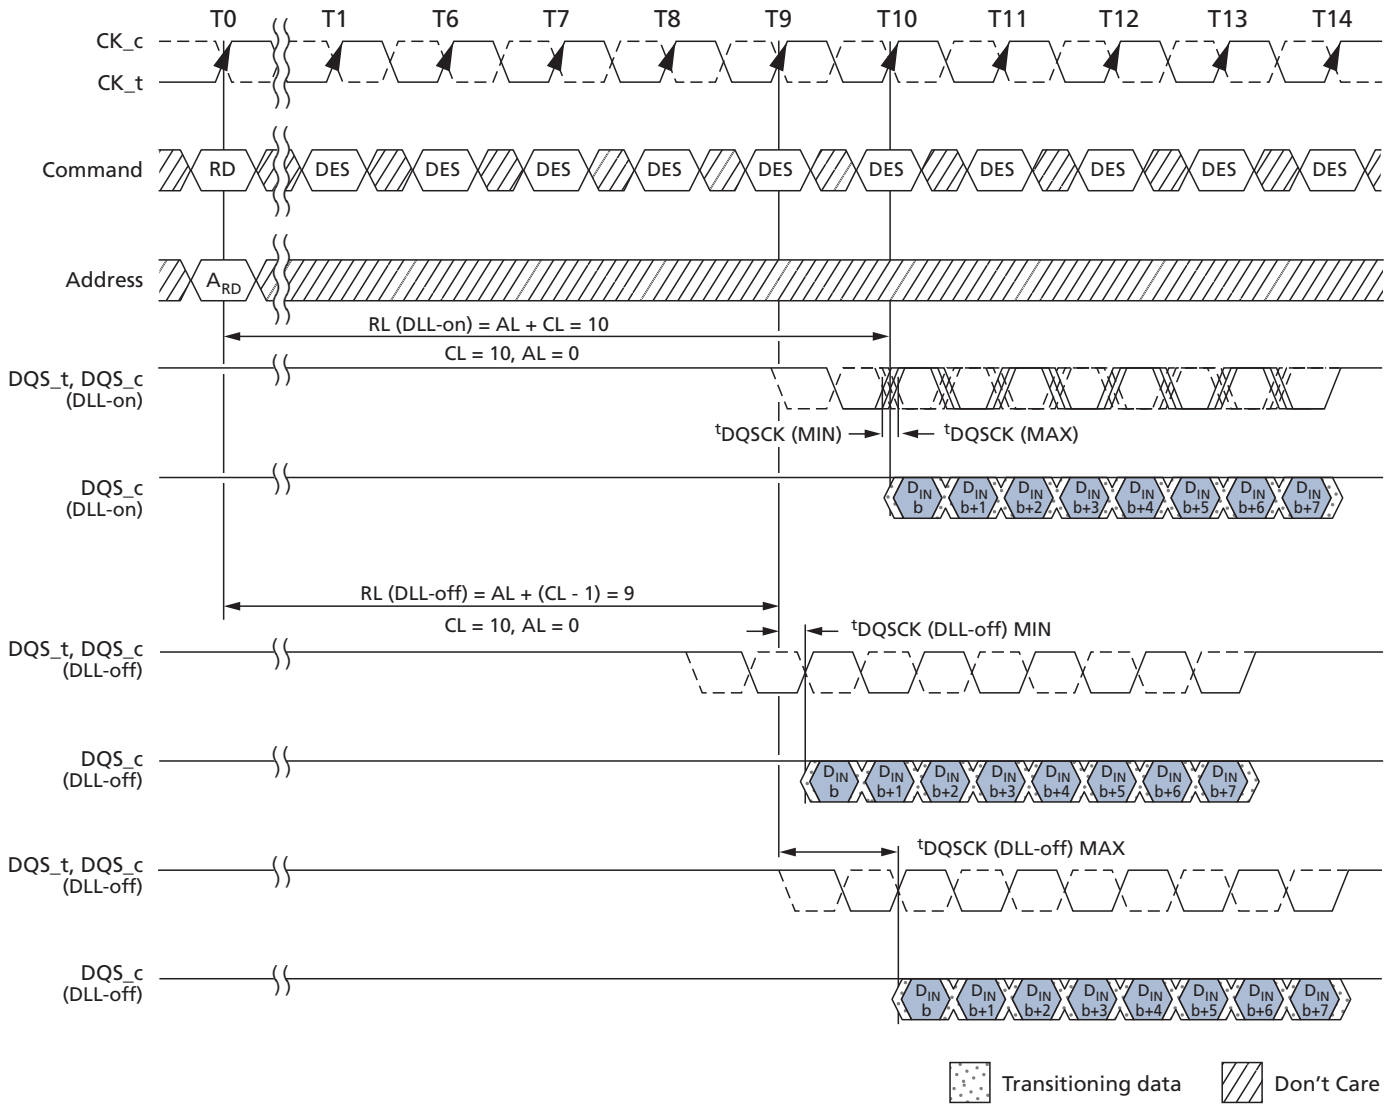 T0 T1 T6 T7 T8 T9 T10 T11 T12 T13 T14
CK_c
CK_t
Command RD DES DES DES DES DES DES DES DES DES DES
Address ARD
RL (DLL-on) = AL + CL = 10
CL = 10, AL = 0
DQS_t, DQS_c
(DLL-on)
tDQSCK (MIN) tDQSCK (MAX)
DQS_c
(DLL-on)
DIN DIN DIN DIN DIN DIN DIN DIN
b b+1 b+2 b+3 b+4 b+5 b+6 b+7
RL (DLL-off) = AL + (CL - 1) = 9
CL = 10, AL = 0
tDQSCK (DLL-off) MIN
DQS_t, DQS_c
(DLL-off)
DQS_c
(DLL-off)
DIN DIN DIN DIN DIN DIN DIN DIN
b b+1 b+2 b+3 b+4 b+5 b+6 b+7
tDQSCK (DLL-off) MAX
DQS_t, DQS_c
(DLL-off)
DQS_c
(DLL-off)
DIN DIN DIN DIN DIN DIN DIN DIN
b b+1 b+2 b+3 b+4 b+5 b+6 b+7
Transitioning data Don't Care